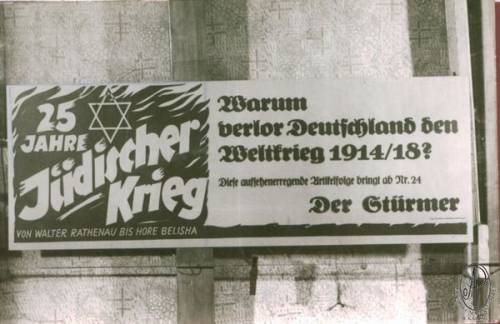 25
JAHRE
Jüdischer
Krieg
VON WALTER RATHENAU BIS HORE BELISHA
Warum
verlor Deutschland den
Weltkrieg 1914/18?
Diese aufsehenerregende Artikelfolge bringt ab Nr. 24
Der Stürmer